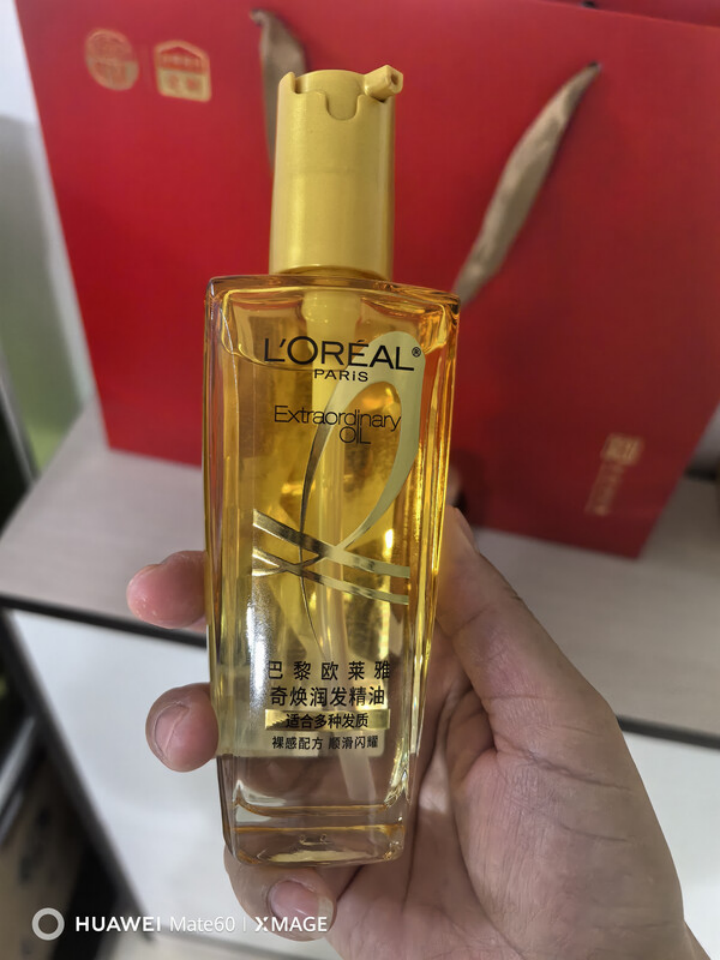 L'ORÉAL®
PARiS
Extraordinary
OIL
巴黎欧莱雅
奇焕润发精油
适合多种发质
裸感配方 顺滑闪耀
HUAWEI Mate60 | XMAGE